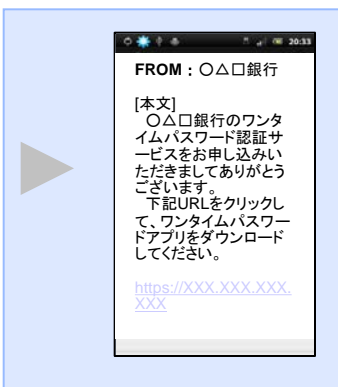 20:33
FROM：〇△□銀行
[本文]
　〇△□銀行のワンタ
イムパスワード認証サ
ービスをお申し込みい
ただきましてありがとう
ございます。
　下記URLをクリックし
て、ワンタイムパスワー
ドアプリをダウンロード
してください。
https://XXX.XXX.XXX.
XXX